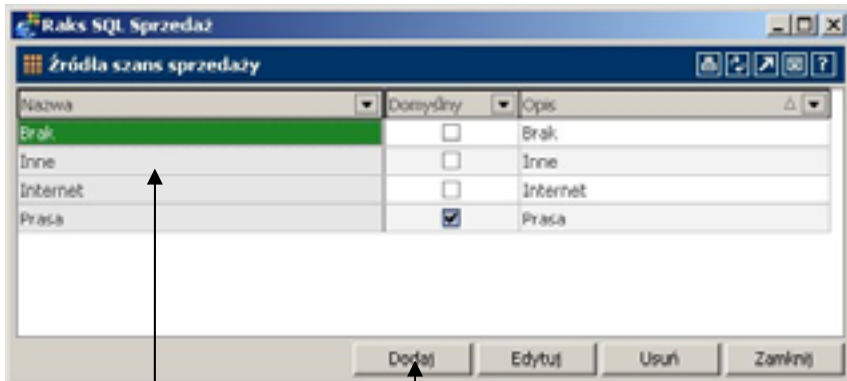 Raks SQL Sprzedaż
Źródła szans sprzedaży
Nazwa Domyślny Opis
Brak Brak
Inne Inne
Internet Internet
Prasa Prasa
Dodaj Edytuj Usuń Zamknij